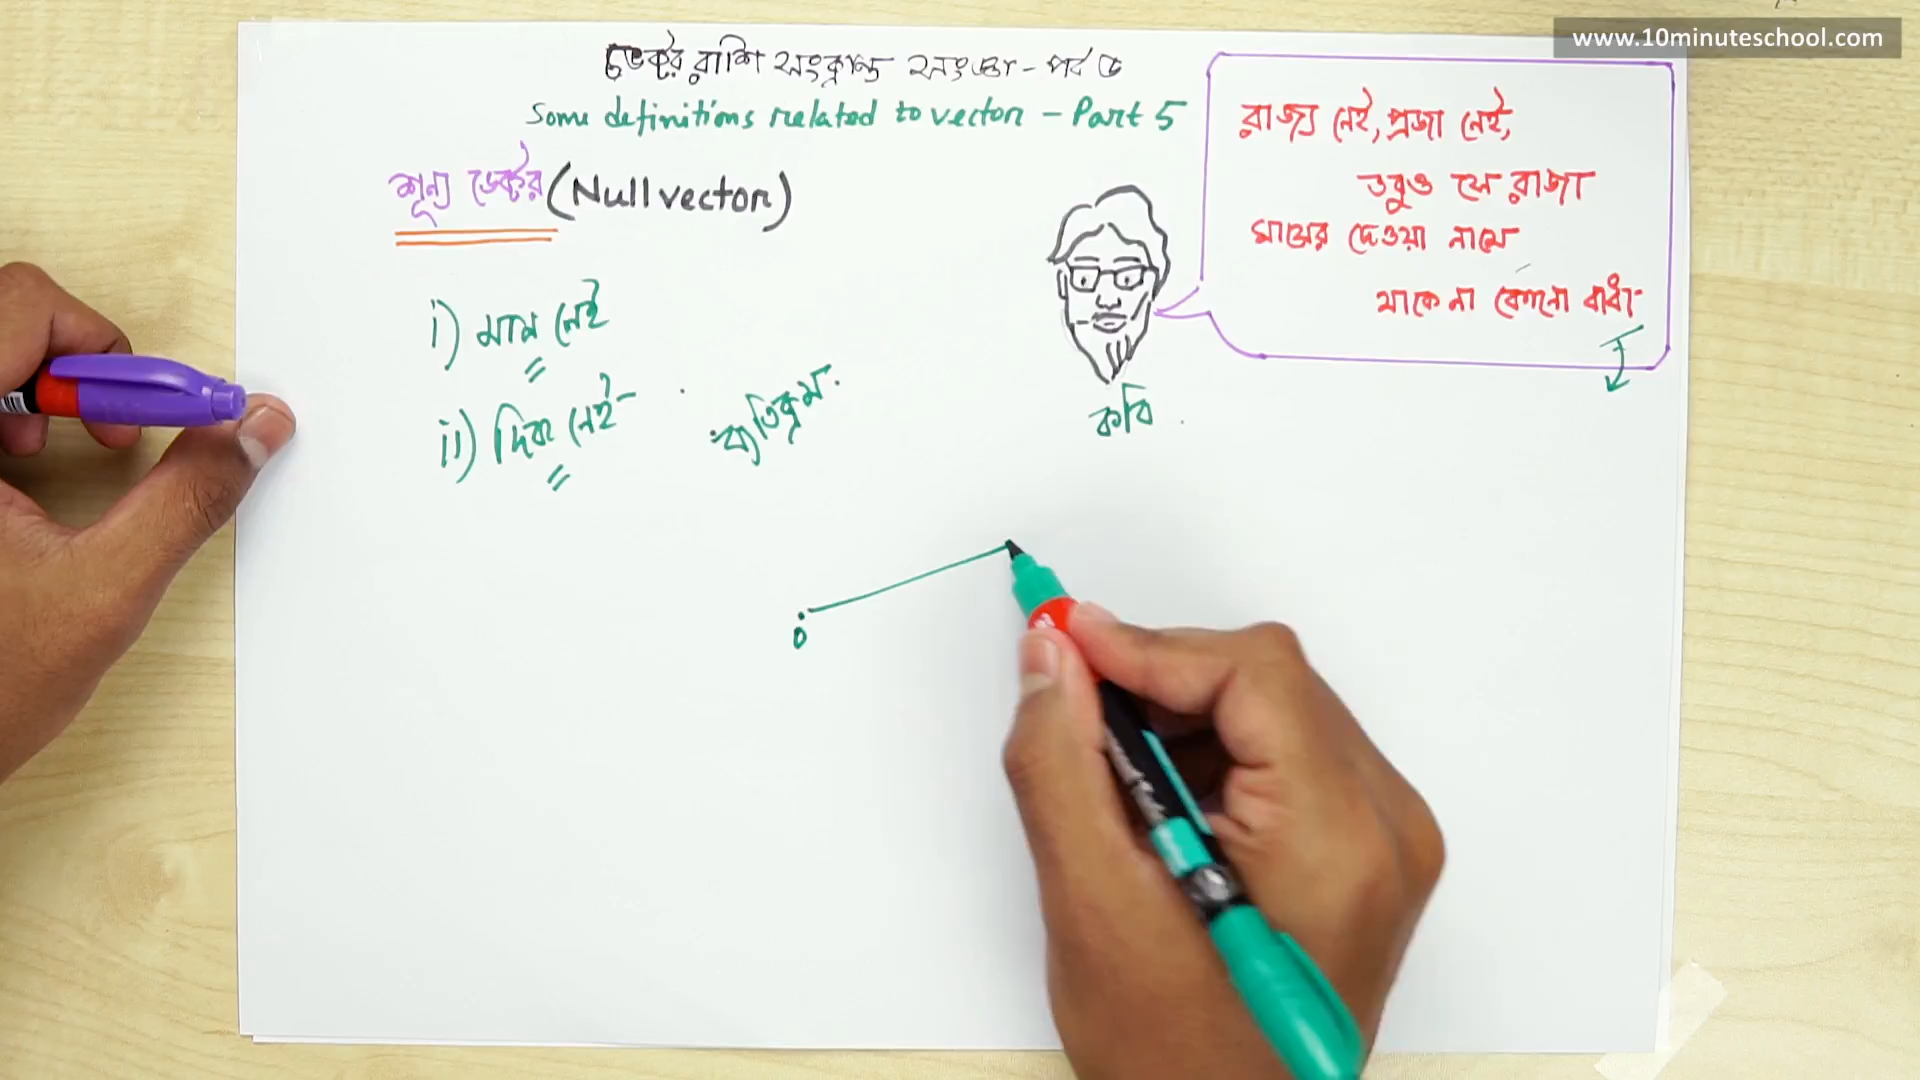 www.10minuteschool.com
ভেক্টর রাশি সংক্রান্ত সংজ্ঞা - পর্ব ৫
Some definitions related to vector - Part 5
শূন্য ভেক্টর (Null vector)
i) মান নেই
ii) দিক নেই
ব্যতিক্রম
রাজ্য নেই, প্রজা নেই,
তবুও সে রাজা
মায়ের দেওয়া নামে
থাকে না কোনো বাধা
কবি
O